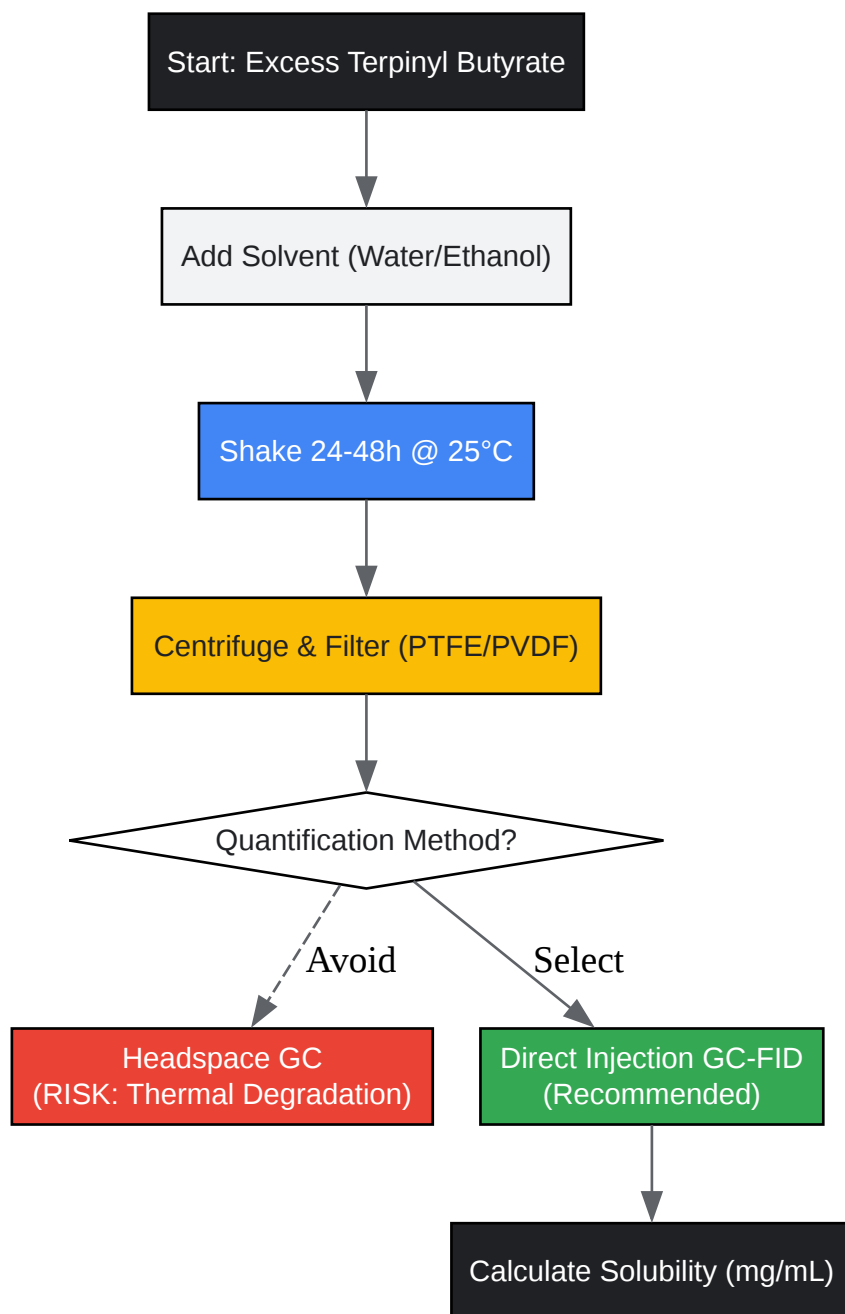 Start: Excess Terpinyl Butyrate
Add Solvent (Water/Ethanol)
Shake 24-48h @ 25°C
Centrifuge & Filter (PTFE/PVDF)
Quantification Method?
Avoid
Select
Headspace GC
(RISK: Thermal Degradation)
Direct Injection GC-FID
(Recommended)
Calculate Solubility (mg/mL)